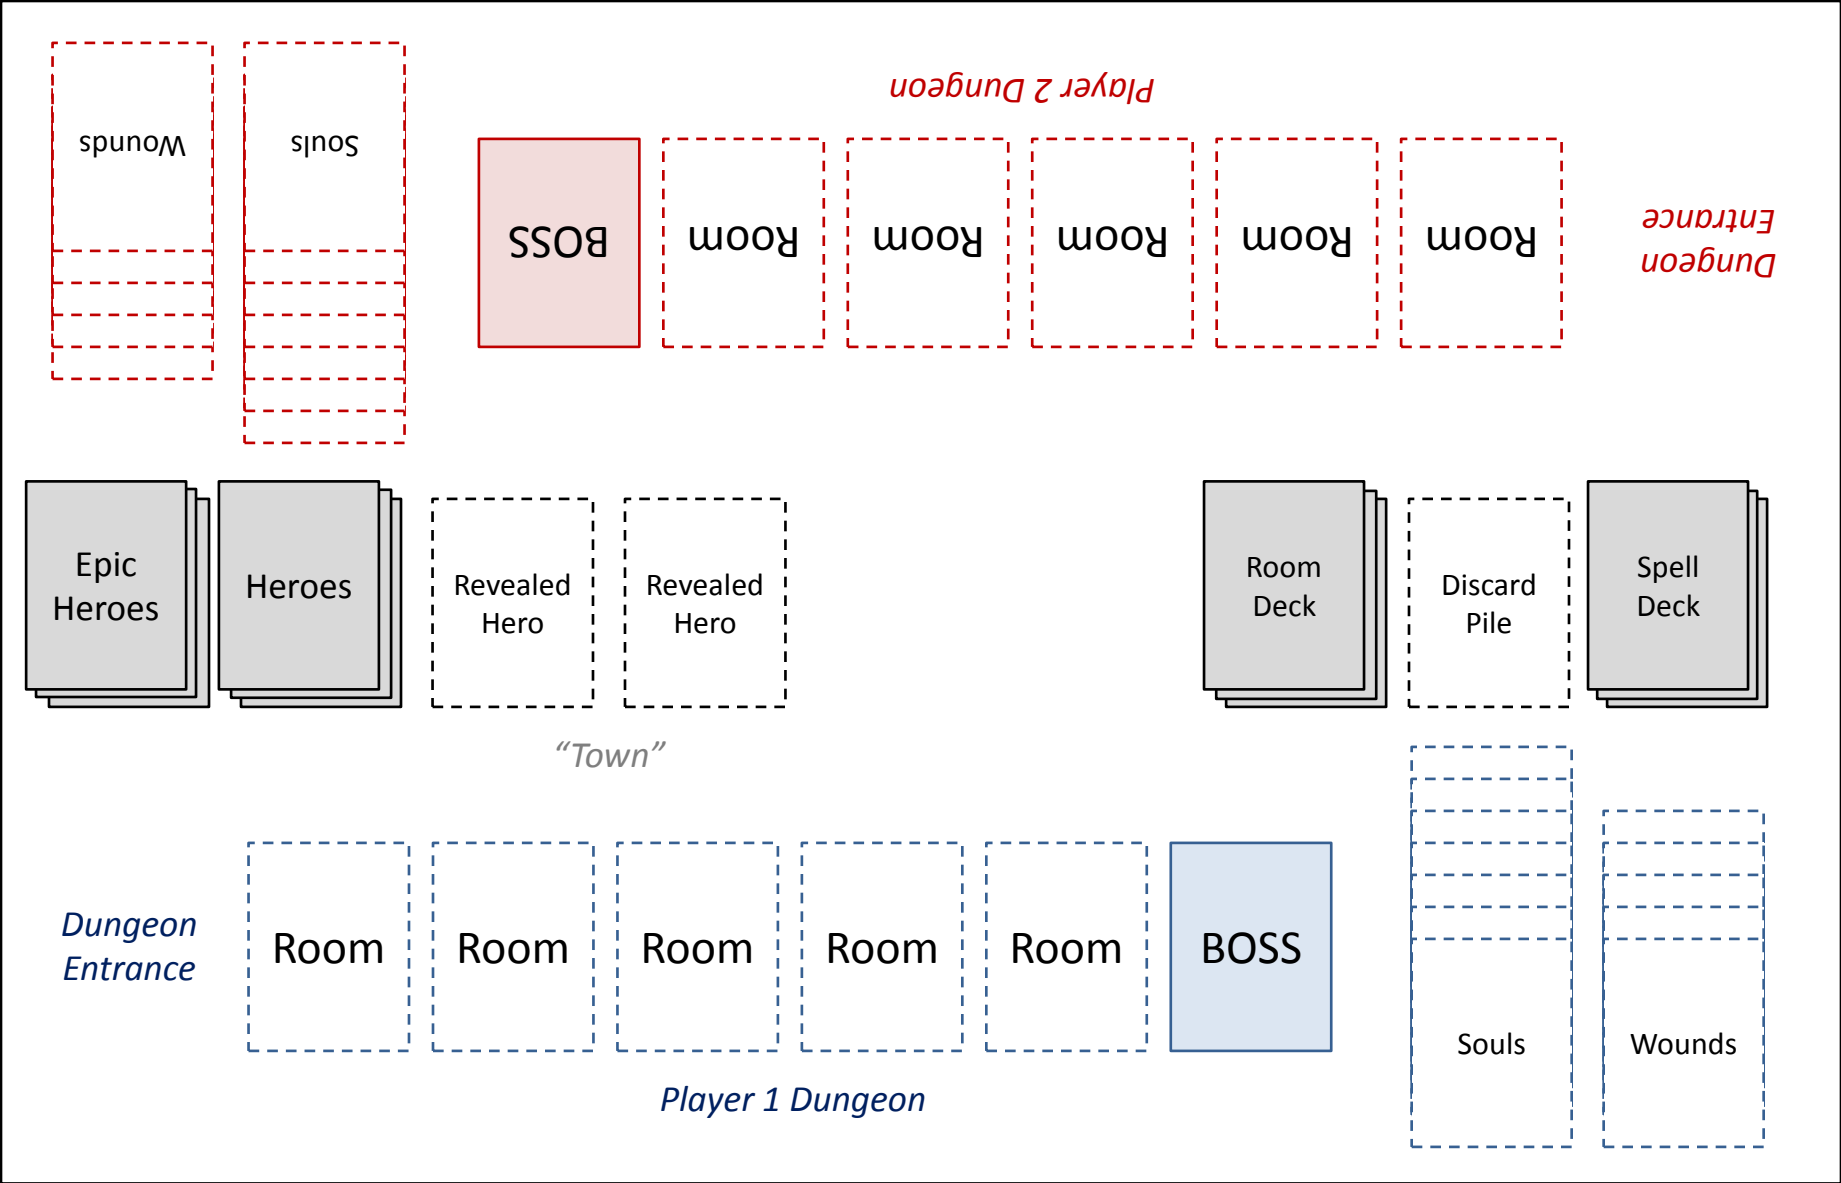 Player 2 Dungeon
Wounds
Souls
BOSS
Room
Room
Room
Room
Room
Dungeon
Entrance
Epic
Heroes
Heroes
Revealed
Hero
Revealed
Hero
Room
Deck
Discard
Pile
Spell
Deck
“Town”
Dungeon
Entrance
Room
Room
Room
Room
Room
BOSS
Souls
Wounds
Player 1 Dungeon